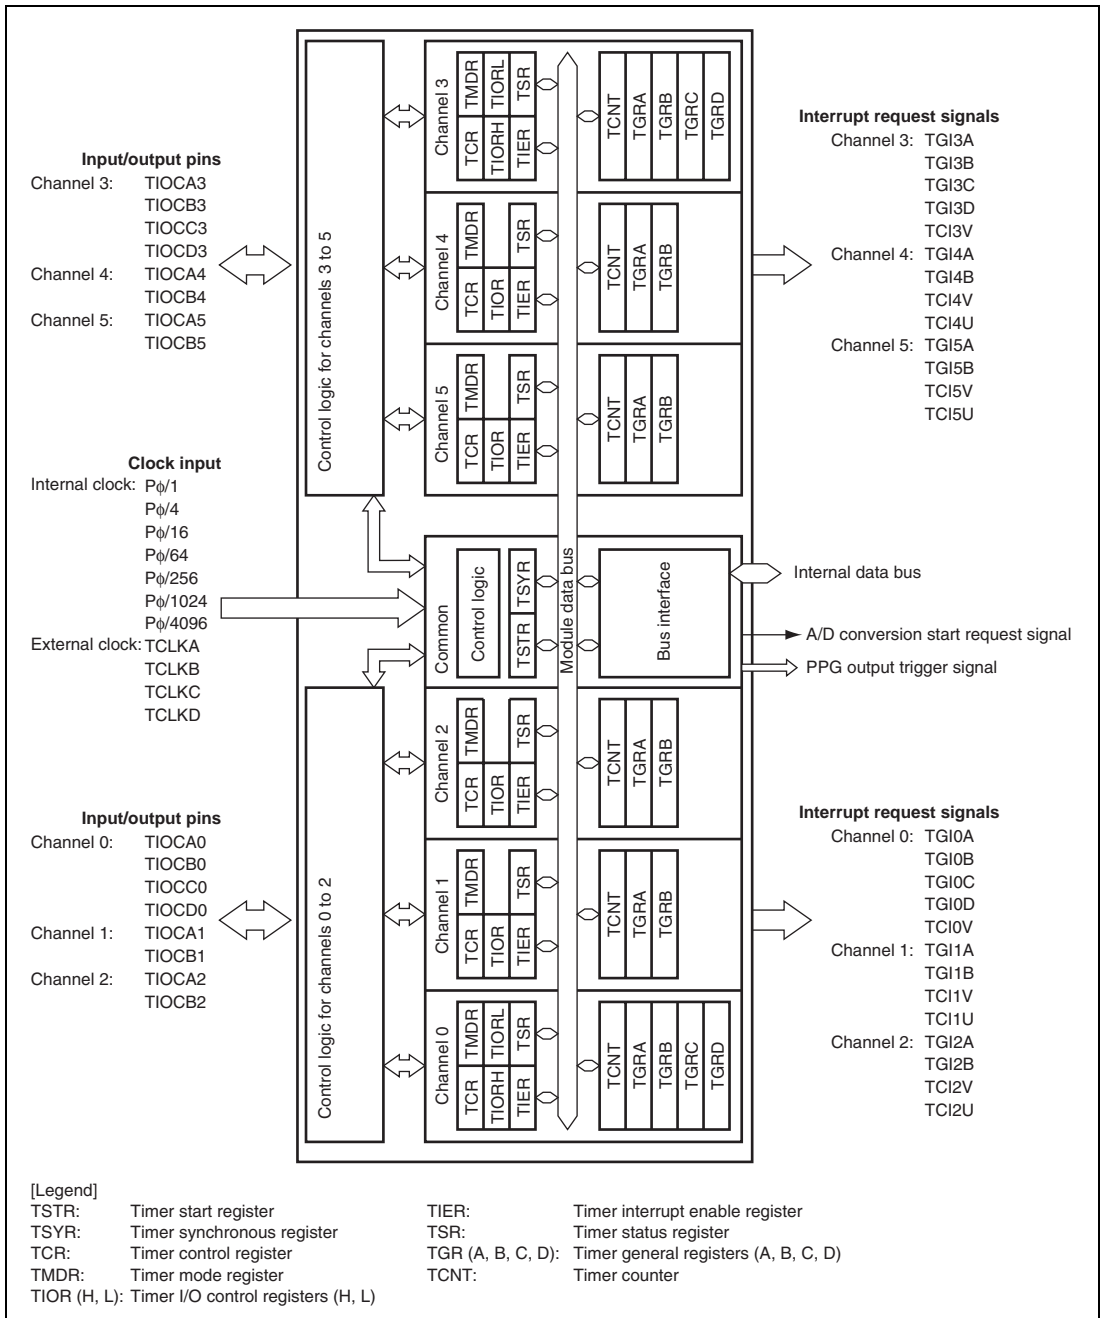 Input/output pins
Channel 3: TIOCA3
TIOCB3
TIOCC3
TIOCD3
Channel 4: TIOCA4
TIOCB4
Channel 5: TIOCA5
TIOCB5
Clock input
Internal clock: Pϕ/1
Pϕ/4
Pϕ/16
Pϕ/64
Pϕ/256
Pϕ/1024
Pϕ/4096
External clock: TCLKA
TCLKB
TCLKC
TCLKD
Input/output pins
Channel 0: TIOCA0
TIOCB0
TIOCC0
TIOCD0
Channel 1: TIOCA1
TIOCB1
Channel 2: TIOCA2
TIOCB2
Control logic for channels 3 to 5
Control logic for channels 0 to 2
Channel 3
TCR TMDR
TIORH TIORL
TIER TSR
TCNT
TGRA
TGRB
TGRC
TGRD
Channel 4
TCR TMDR
TIOR
TIER TSR
TCNT
TGRA
TGRB
Channel 5
TCR TMDR
TIOR
TIER TSR
TCNT
TGRA
TGRB
Common
Control logic
TSTR TSYR
Module data bus
Bus interface
Channel 2
TCR TMDR
TIOR
TIER TSR
TCNT
TGRA
TGRB
Channel 1
TCR TMDR
TIOR
TIER TSR
TCNT
TGRA
TGRB
Channel 0
TCR TMDR
TIORH TIORL
TIER TSR
TCNT
TGRA
TGRB
TGRC
TGRD
Interrupt request signals
Channel 3: TGI3A
TGI3B
TGI3C
TGI3D
TCI3V
Channel 4: TGI4A
TGI4B
TCI4V
TCI4U
Channel 5: TGI5A
TGI5B
TCI5V
TCI5U
Internal data bus
A/D conversion start request signal
PPG output trigger signal
Interrupt request signals
Channel 0: TGI0A
TGI0B
TGI0C
TGI0D
TCI0V
Channel 1: TGI1A
TGI1B
TCI1V
TCI1U
Channel 2: TGI2A
TGI2B
TCI2V
TCI2U
[Legend]
TSTR: Timer start register
TSYR: Timer synchronous register
TCR: Timer control register
TMDR: Timer mode register
TIOR (H, L): Timer I/O control registers (H, L)
TIER: Timer interrupt enable register
TSR: Timer status register
TGR (A, B, C, D): Timer general registers (A, B, C, D)
TCNT: Timer counter